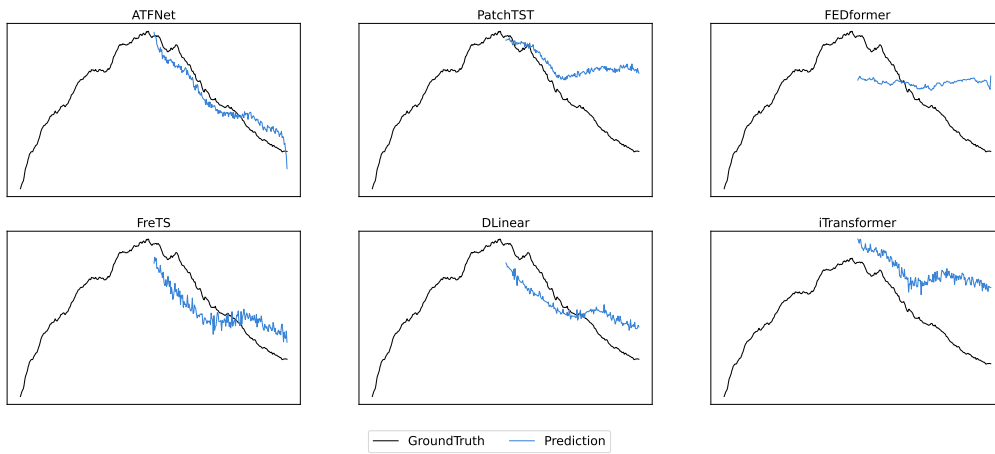 ATFNet
PatchTST
FEDformer
FreTS
DLinear
iTransformer
GroundTruth
Prediction